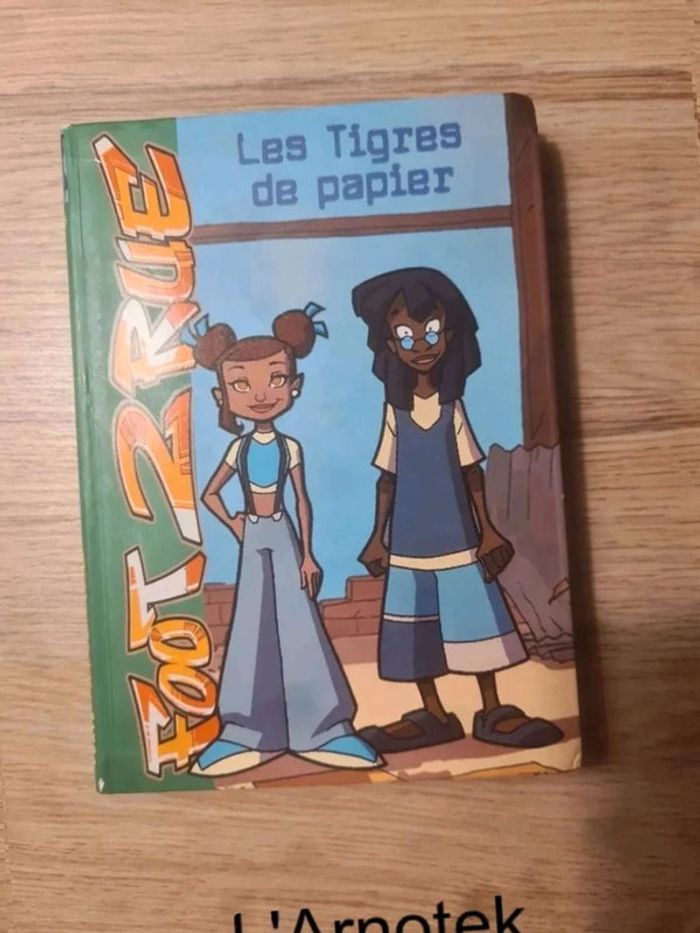 Les Tigres
de papier
FOOT 2 RUE
L'Arnotek